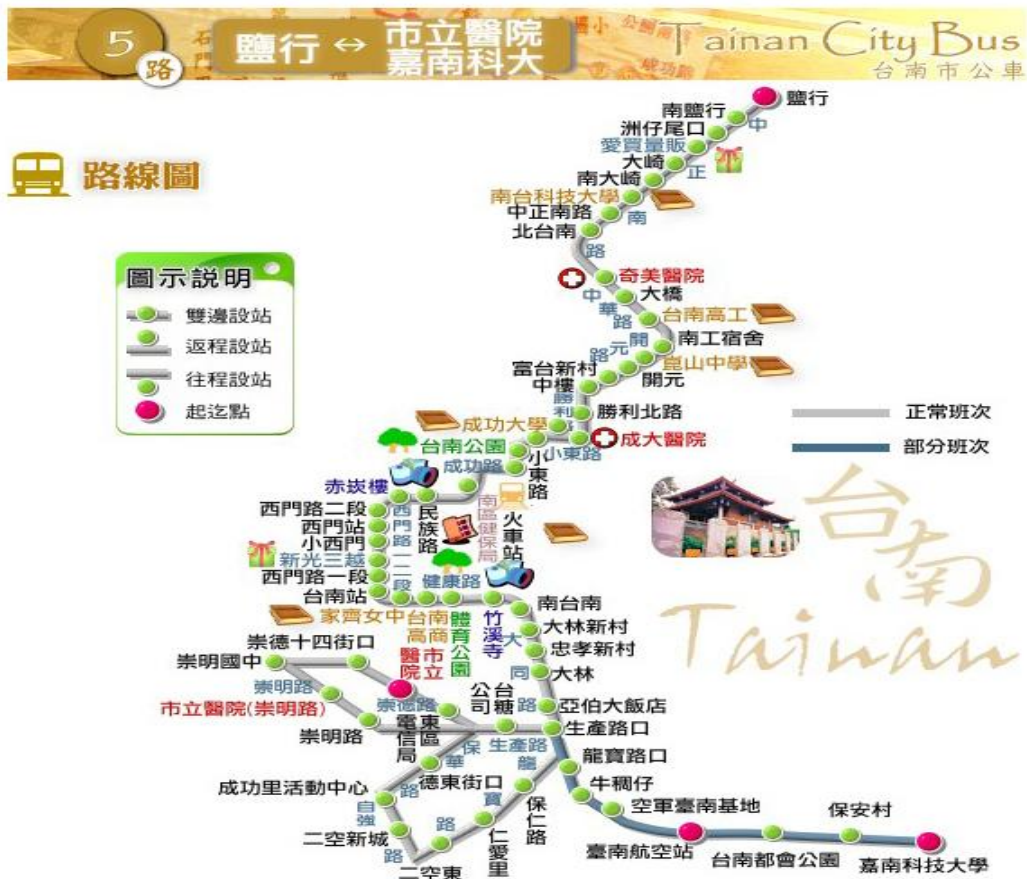 5
路
鹽行 ↔ 市立醫院
嘉南科大
Tainan City Bus
台南市公車
路線圖
圖示説明
雙邊設站
返程設站
往程設站
起迄點
正常班次
部分班次
鹽行
南鹽行
洲仔尾口
愛買量販
大崎
南大崎
南台科技大學
中正南路
北台南
中正南路
奇美醫院
大橋
台南高工
中華路
南工宿舍
崑山中學
開元
開元路
富台新村
中樓
勝利北路
勝利路
成功大學
成大醫院
小東路
台南公園
小東路
成功路
火車站
南區健保局
赤崁樓
民族路
西門路二段
西門站
小西門
新光三越
西門路一段
台南站
西門路一二段
健康路
家齊女中
台南高商
體育公園
竹溪寺
南台南
大林新村
忠孝新村
大林
大同路
亞伯大飯店
生產路口
台糖公司
生產路
崇德十四街口
崇明國中
市立醫院
崇明路
市立醫院(崇明路)
崇德路
東區電信局
崇明路
德東街口
保華路
成功里活動中心
自強路
二空新城
二空東
仁愛里
保仁路
龍寶路
龍寶路口
牛稠仔
空軍臺南基地
臺南航空站
台南都會公園
保安村
嘉南科技大學
台南
Tainan